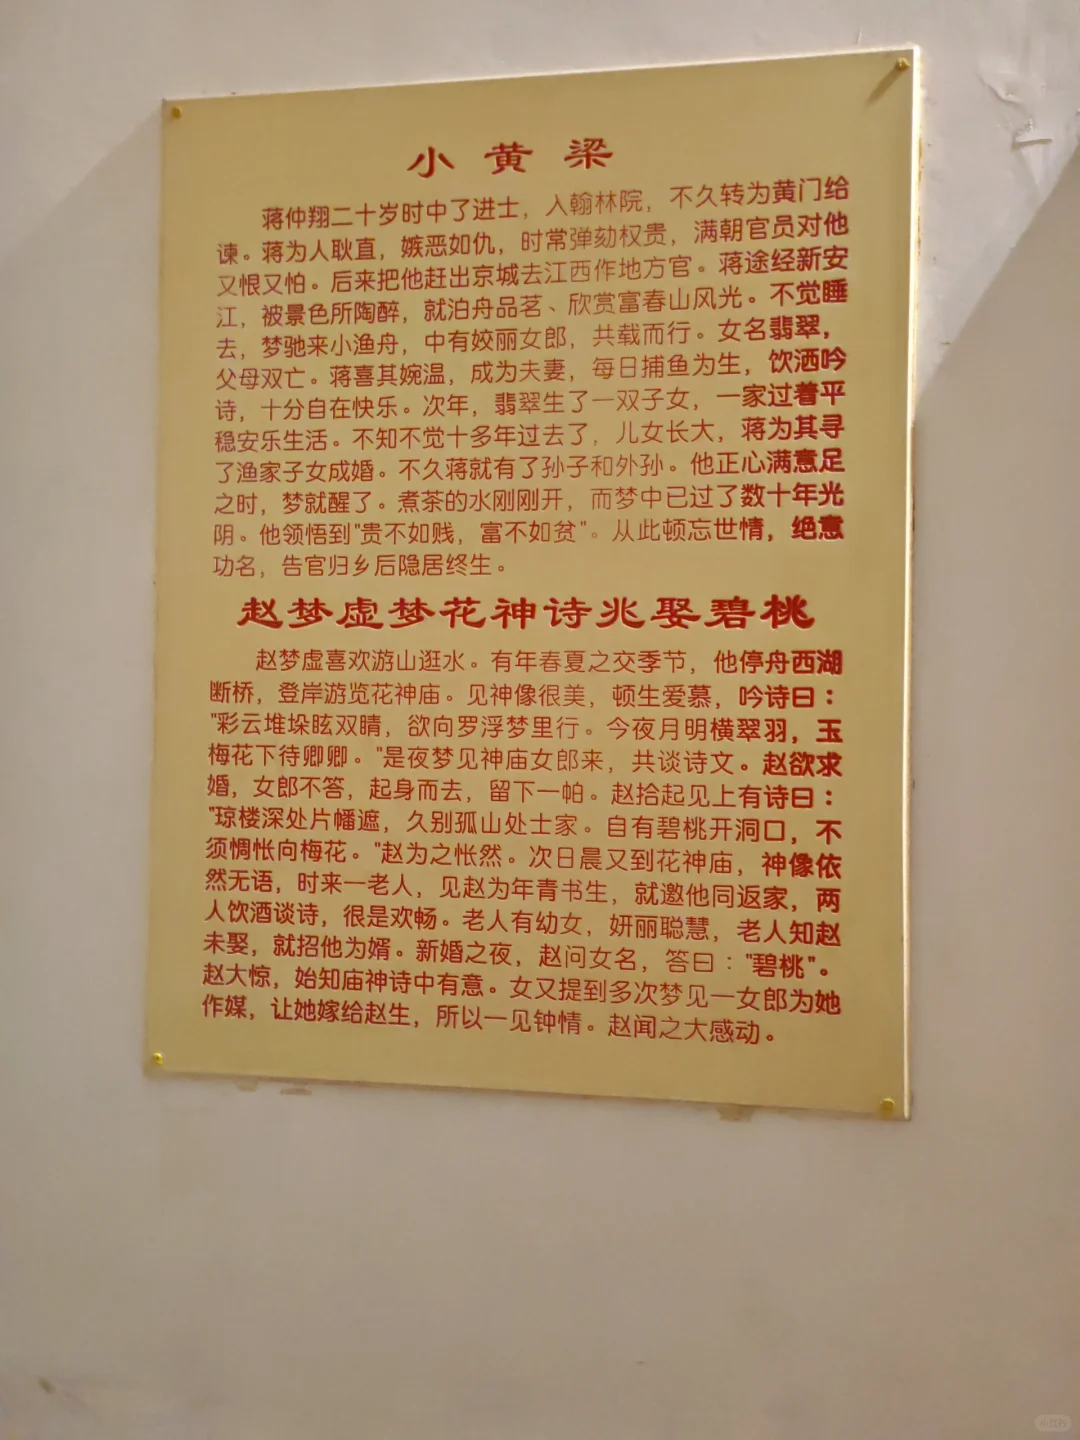 小黄梁
蒋仲翔二十岁时中了进士，入翰林院，不久转为黄门给
谏。蒋为人耿直，嫉恶如仇，时常弹劾权贵，满朝官员对他
又恨又怕。后来把他赶出京城去江西作地方官。蒋途经新安
江，被景色所陶醉，就泊舟品茗、欣赏富春山风光。不觉睡
去，梦驰来小渔舟，中有姣丽女郎，共载而行。女名翡翠，
父母双亡。蒋喜其婉温，成为夫妻，每日捕鱼为生，饮洒吟
诗，十分自在快乐。次年，翡翠生了一双子女，一家过着平
稳安乐生活。不知不觉十多年过去了，儿女长大，蒋为其寻
了渔家子女成婚。不久蒋就有了孙子和外孙。他正心满意足
之时，梦就醒了。煮茶的水刚刚开，而梦中已过了数十年光
阴。他领悟到"贵不如贱，富不如贫"。从此顿忘世情，绝意
功名，告官归乡后隐居终生。
赵梦虚梦花神诗兆娶碧桃
赵梦虚喜欢游山逛水。有年春夏之交季节，他停舟西湖
断桥，登岸游览花神庙。见神像很美，顿生爱慕，吟诗曰：
"彩云堆垛眩双睛，欲向罗浮梦里行。今夜月明横翠羽，玉
梅花下待卿卿。"是夜梦见神庙女郎来，共谈诗文。赵欲求
婚，女郎不答，起身而去，留下一帕。赵拾起见上有诗曰：
"琼楼深处片幡遮，久别孤山处士家。自有碧桃开洞口，不
须惆怅向梅花。"赵为之怅然。次日晨又到花神庙，神像依
然无语，时来一老人，见赵为年青书生，就邀他同返家，两
人饮酒谈诗，很是欢畅。老人有幼女，妍丽聪慧，老人知赵
未娶，就招他为婿。新婚之夜，赵问女名，答曰："碧桃"。
赵大惊，始知庙神诗中有意。女又提到多次梦见一女郎为她
作媒，让她嫁给赵生，所以一见钟情。赵闻之大感动。